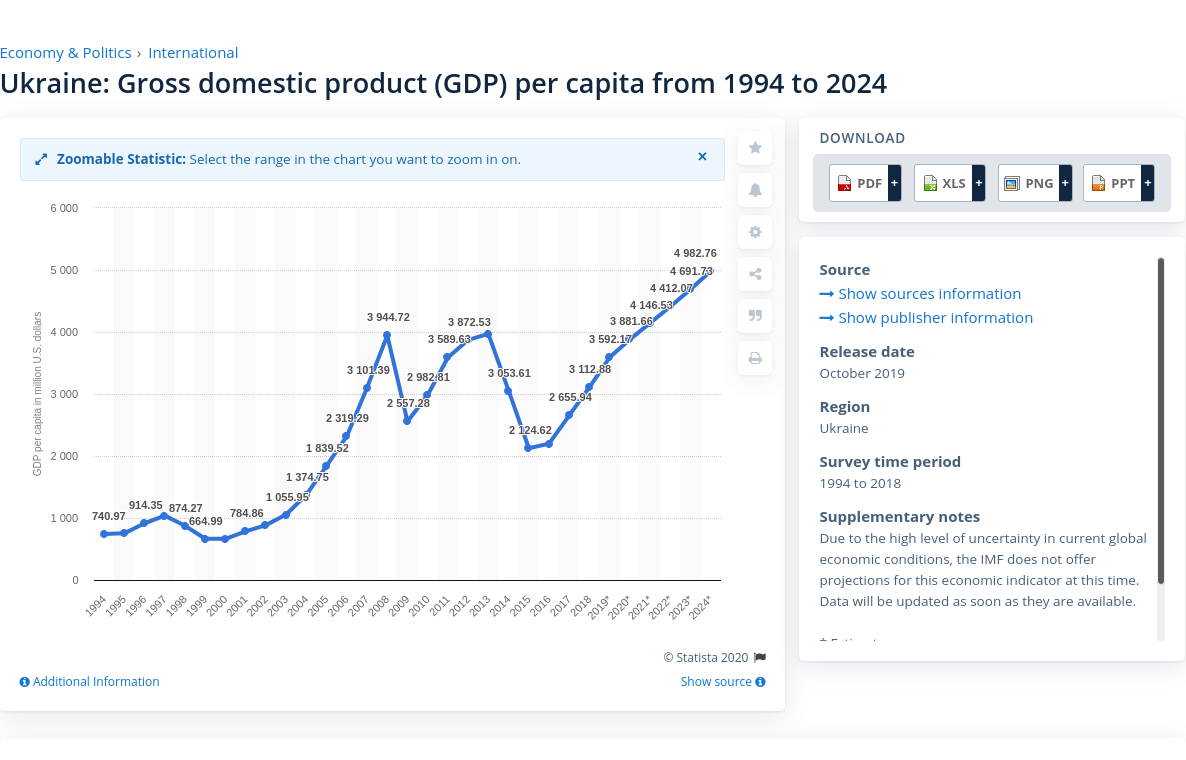 Economy & Politics › International
Ukraine: Gross domestic product (GDP) per capita from 1994 to 2024
Zoomable Statistic: Select the range in the chart you want to zoom in on.
×
GDP per capita in million U.S. dollars
6 000
5 000
4 000
3 000
2 000
1 000
0
740.97
914.35
874.27
664.99
784.86
1 055.95
1 374.75
1 839.52
2 319.29
3 101.39
3 944.72
2 557.28
2 982.81
3 589.63
3 872.53
3 053.61
2 124.62
2 655.94
3 112.88
3 592.17
3 881.66
4 146.53
4 412.07
4 691.73
4 982.76
1994
1995
1996
1997
1998
1999
2000
2001
2002
2003
2004
2005
2006
2007
2008
2009
2010
2011
2012
2013
2014
2015
2016
2017
2018
2019*
2020*
2021*
2022*
2023*
2024*
© Statista 2020
Additional Information
Show source
DOWNLOAD
PDF +
XLS +
PNG +
PPT +
Source
Show sources information
Show publisher information
Release date
October 2019
Region
Ukraine
Survey time period
1994 to 2018
Supplementary notes
Due to the high level of uncertainty in current global
economic conditions, the IMF does not offer
projections for this economic indicator at this time.
Data will be updated as soon as they are available.